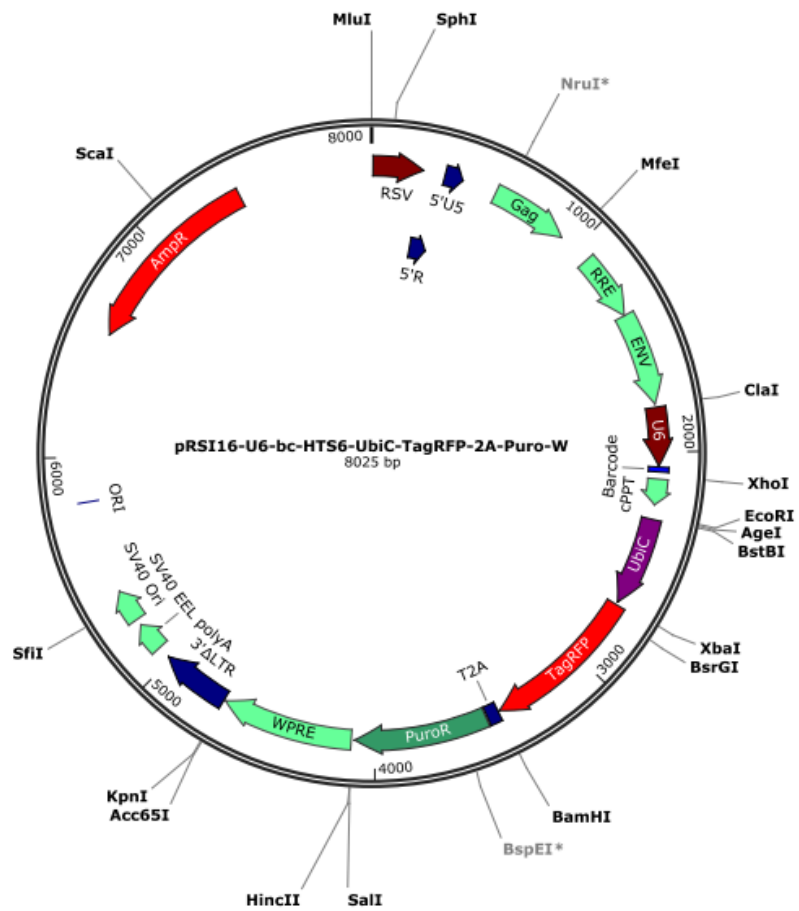 MluI
SphI
NruI*
MfeI
ScaI
8000
RSV
5'U5
5'R
Gag
1000
RRE
ENV
7000
AmpR
ClaI
U6
2000
Barcode
cPPT
XhoI
EcoRI
AgeI
BstBI
pRSI16-U6-bc-HTS6-UbiC-TagRFP-2A-Puro-W
8025 bp
6000
ORI
UbiC
SV40 Ori
SV40 EEL polyA
3'ΔLTR
SfiI
5000
XbaI
BsrGI
TagRFP
3000
T2A
PuroR
WPRE
4000
KpnI
Acc65I
BamHI
BspEI*
HincII
SalI